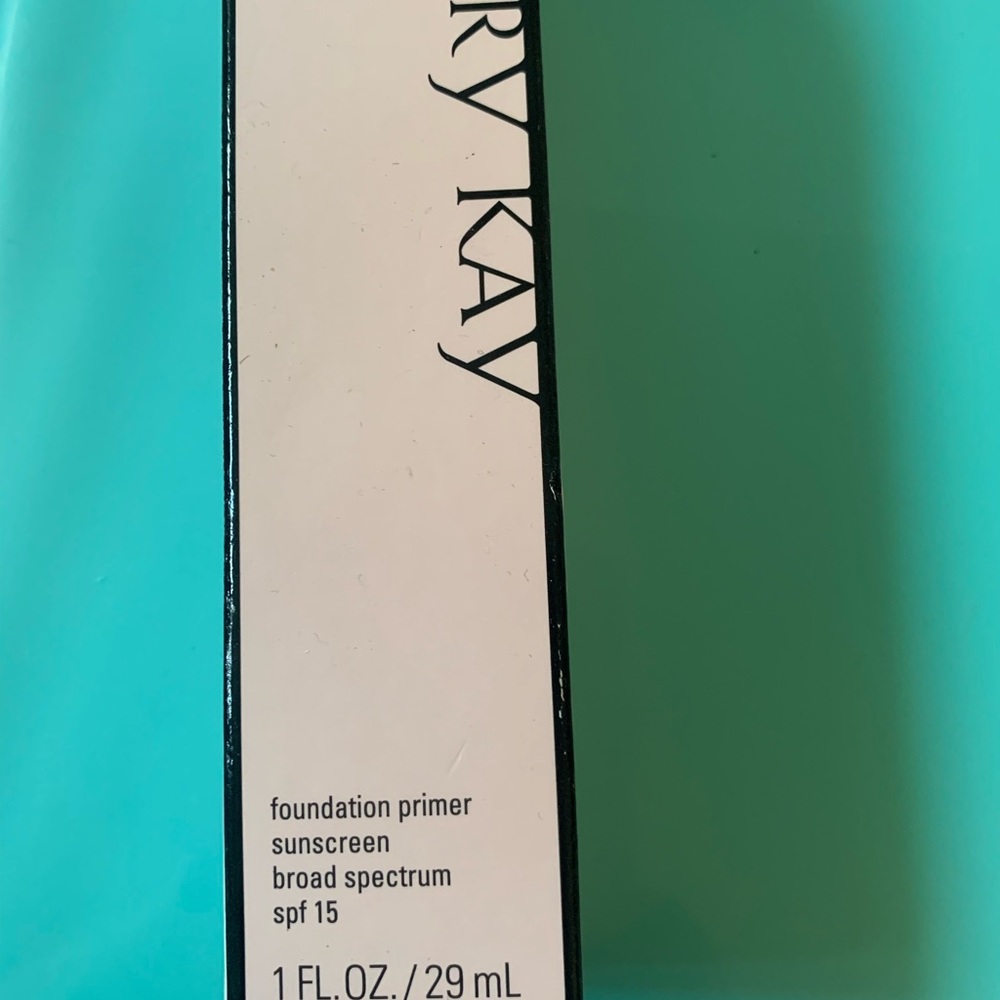 RY KAY
foundation primer
sunscreen
broad spectrum
spf 15
1 FL.OZ. / 29 mL